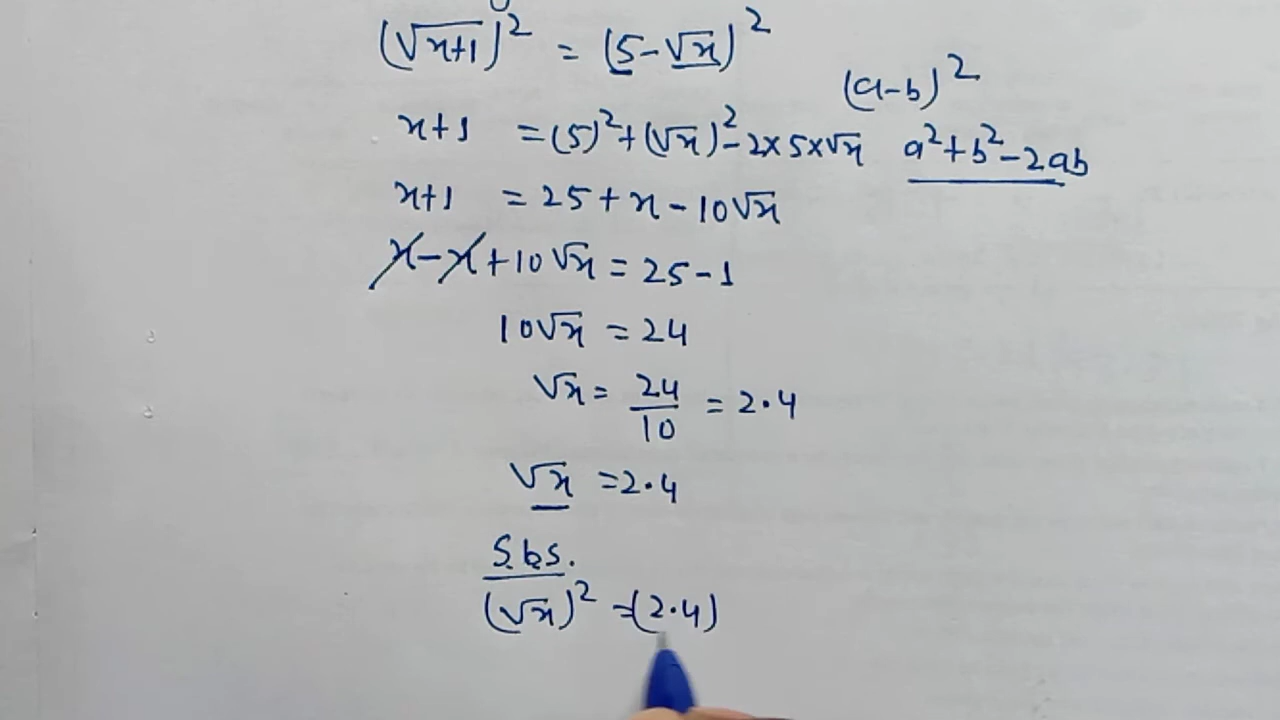 (√x+1)² = (5-√x)²
(a-b)²
x+1 = (5)²+(√x)²-2×5×√x a²+b²-2ab
x+1 = 25+x-10√x
x-x+10√x = 25-1
10√x = 24
√x = 24/10 = 2.4
√x = 2.4
S.b.s.
(√x)² =(2.4)